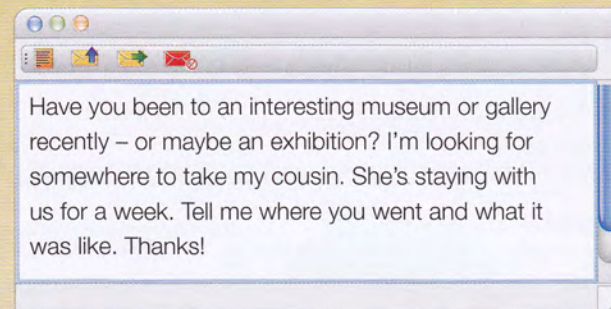 Have you been to an interesting museum or gallery
recently – or maybe an exhibition? I'm looking for
somewhere to take my cousin. She's staying with
us for a week. Tell me where you went and what it
was like. Thanks!